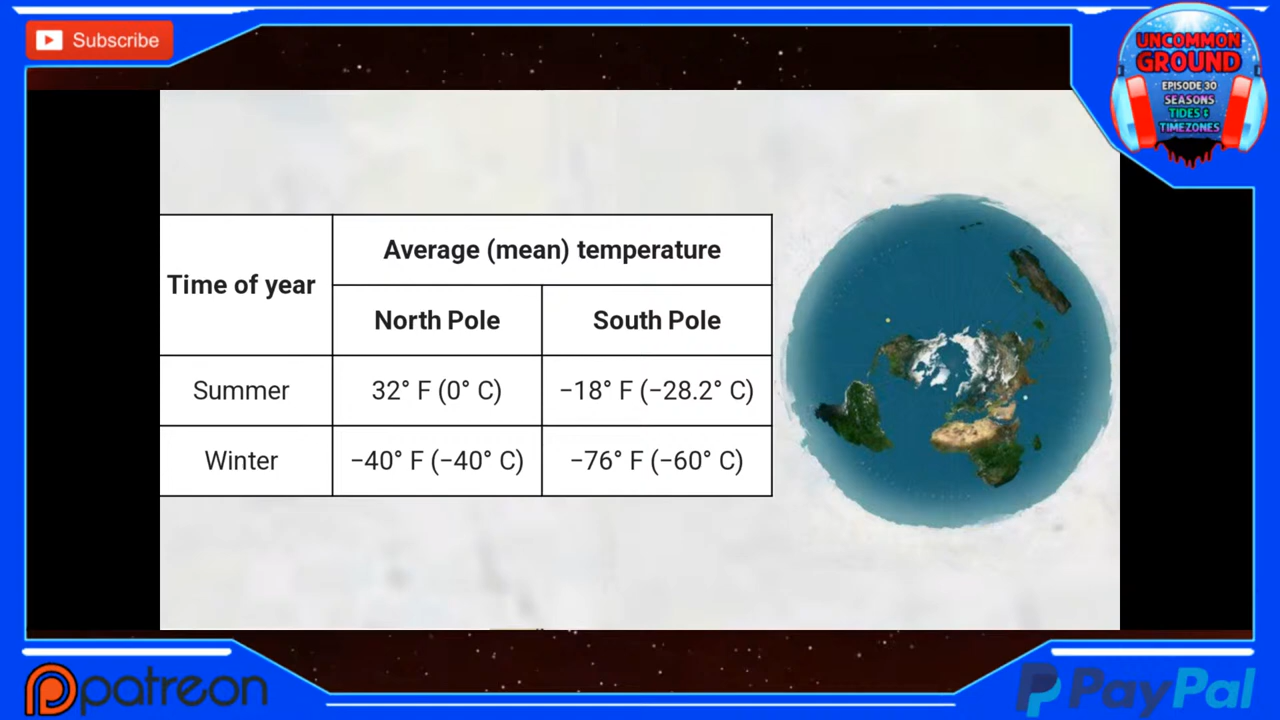 Subscribe
UNCOMMON
GROUND
EPISODE 30
SEASONS
TIDES &
TIMEZONES
Time of year
Average (mean) temperature
North Pole
South Pole
Summer
32° F (0° C)
−18° F (−28.2° C)
Winter
−40° F (−40° C)
−76° F (−60° C)
patreon
PayPal